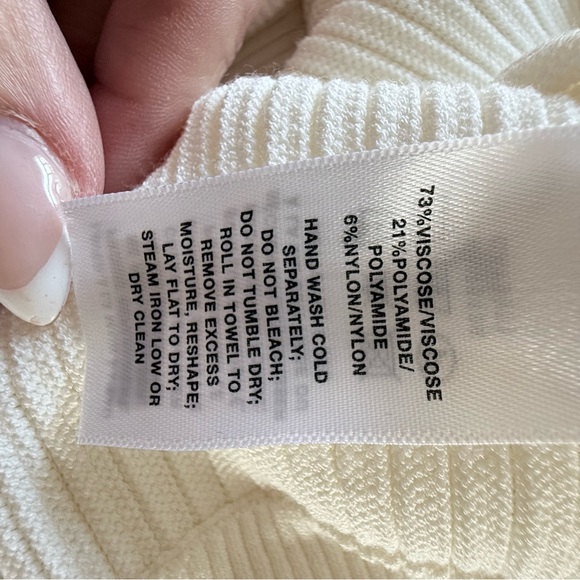 73%VISCOSE/VISCOSE
21%POLYAMIDE/
POLYAMIDE
6%NYLON/NYLON
HAND WASH COLD
SEPARATELY;
DO NOT BLEACH;
DO NOT TUMBLE DRY;
ROLL IN TOWEL TO
REMOVE EXCESS
MOISTURE, RESHAPE;
LAY FLAT TO DRY;
STEAM IRON LOW OR
DRY CLEAN